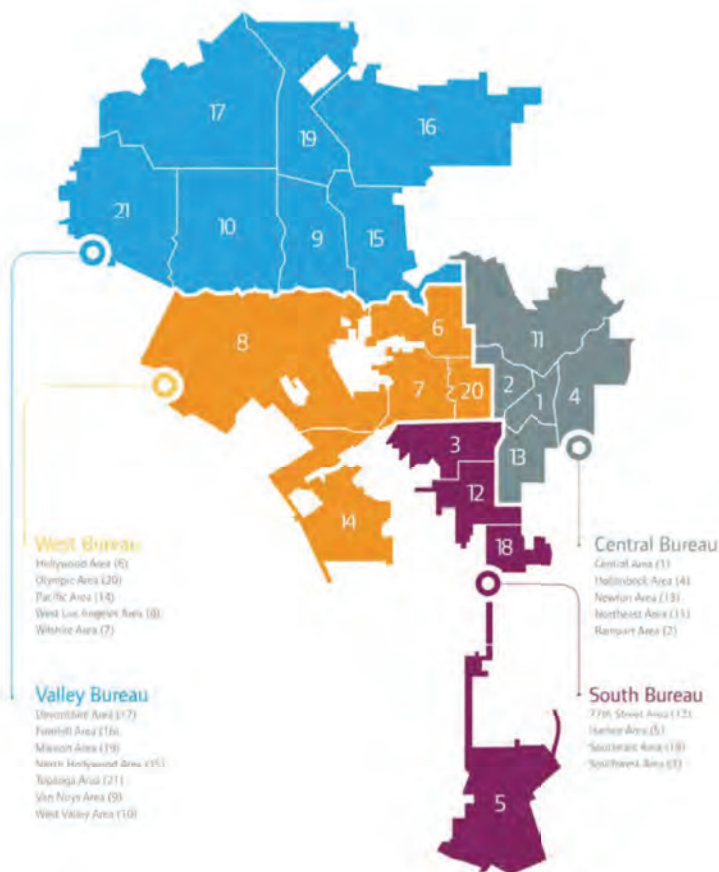 17
19
16
21
10
9
15
6
11
8
7
20
2
1
4
3
13
12
14
18
West Bureau
Hollywood Area (6)
Olympic Area (20)
Pacific Area (14)
West Los Angeles Area (8)
Wilshire Area (7)
Central Bureau
Central Area (1)
Hollenbeck Area (4)
Newton Area (13)
Northeast Area (11)
Rampart Area (2)
Valley Bureau
Devonshire Area (17)
Foothill Area (16)
Mission Area (19)
North Hollywood Area (15)
Topanga Area (21)
Van Nuys Area (9)
West Valley Area (10)
South Bureau
77th Street Area (12)
Harbor Area (5)
Southeast Area (18)
Southwest Area (3)
5